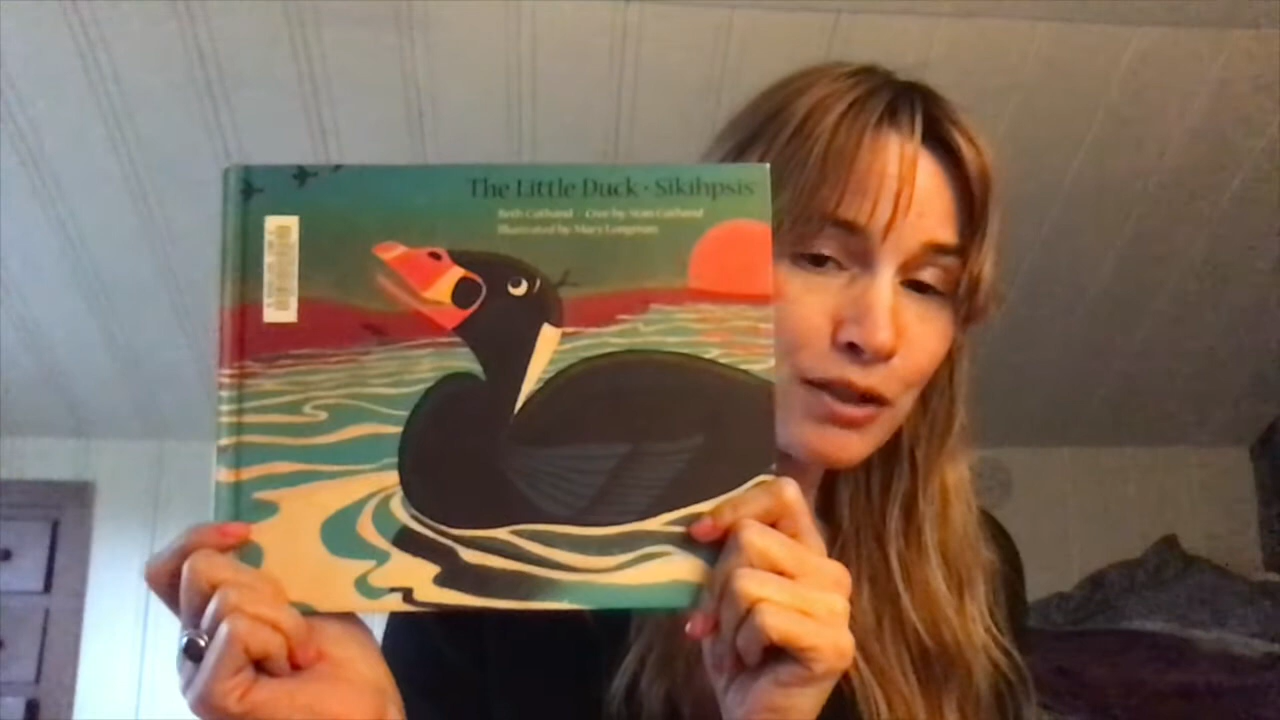 The Little Duck · Sikihpsis
Beth Cuthand · Cree by Stan Cuthand
Illustrated by Mary Longman